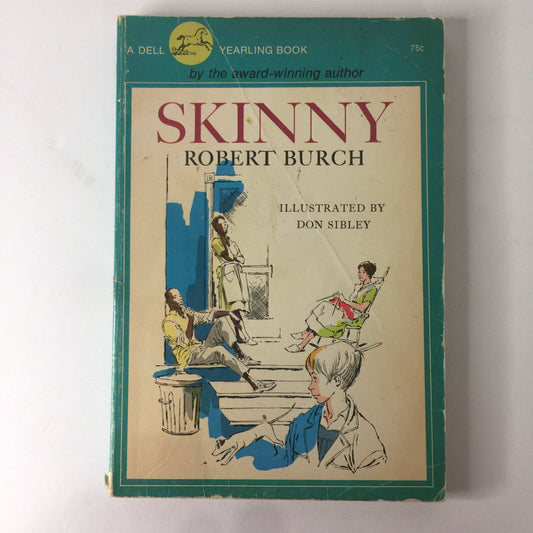 A DELL YEARLING BOOK 75¢
by the award-winning author
SKINNY
ROBERT BURCH
ILLUSTRATED BY
DON SIBLEY